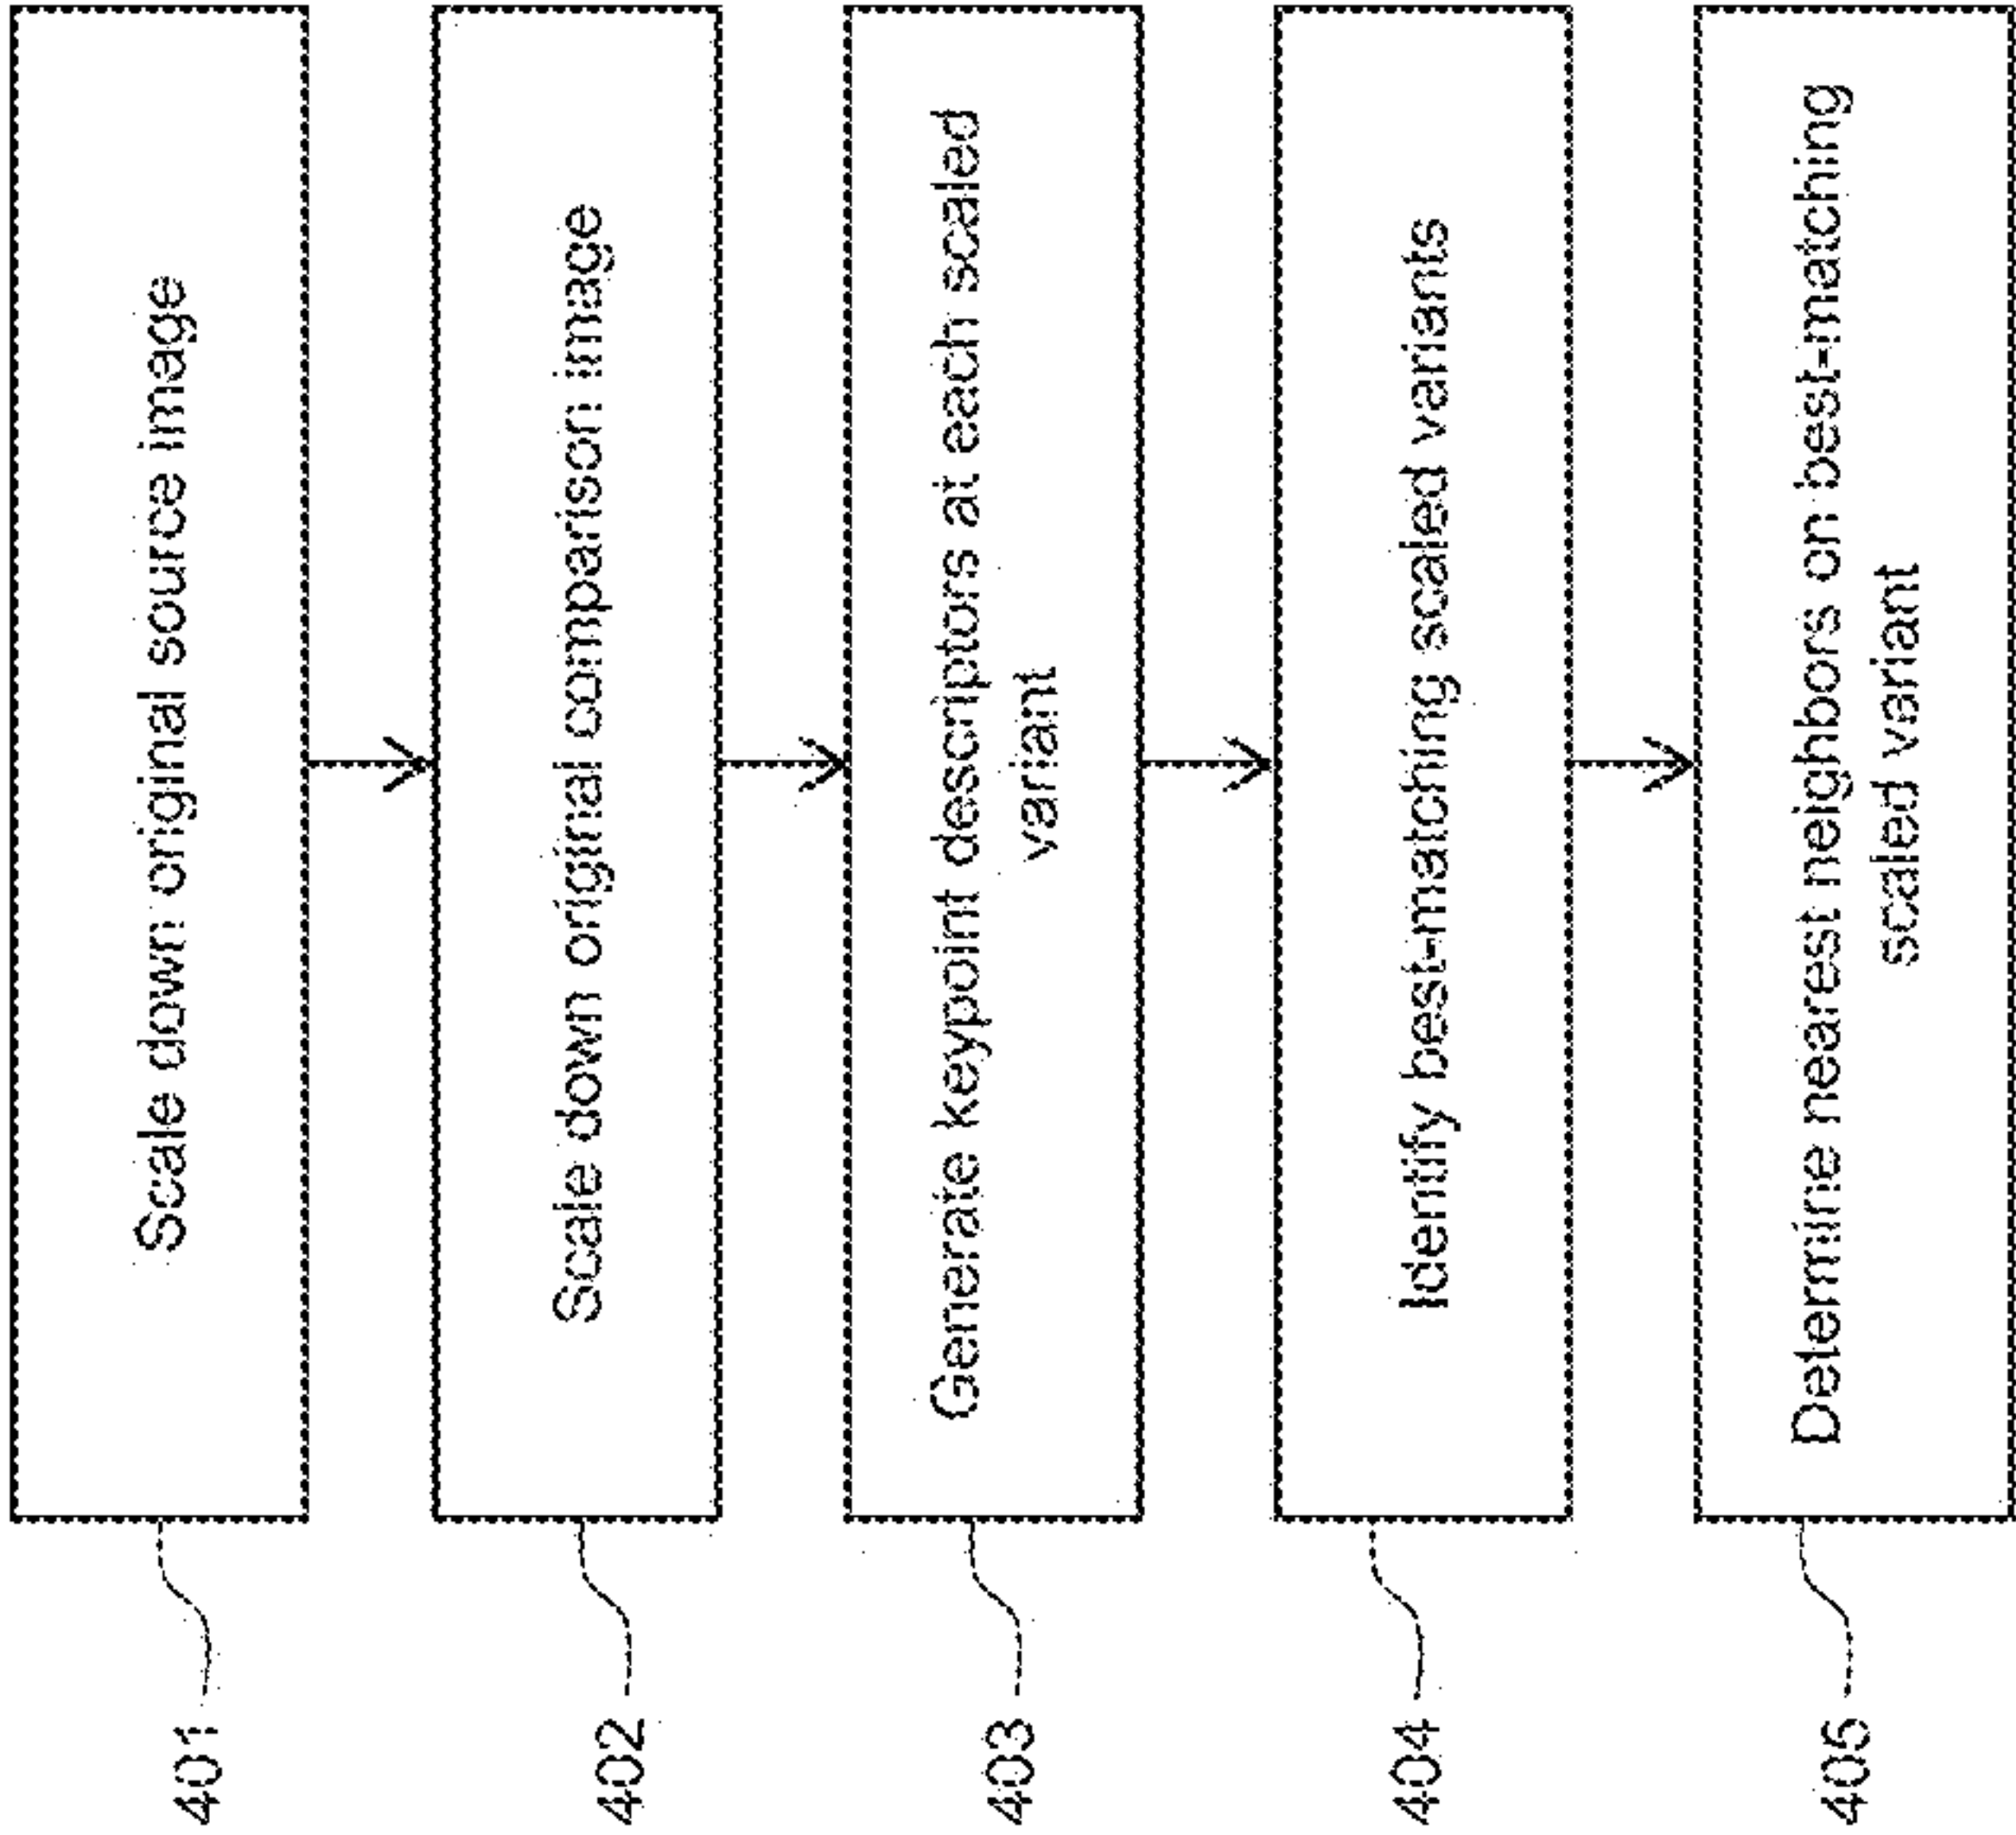 401
Scale down original source image
402
Scale down original comparison image
403
Generate keypoint descriptors at each scaled
variant
404
Identify best-matching scaled variants
405
Determine nearest neighbors on best-matching
scaled variant